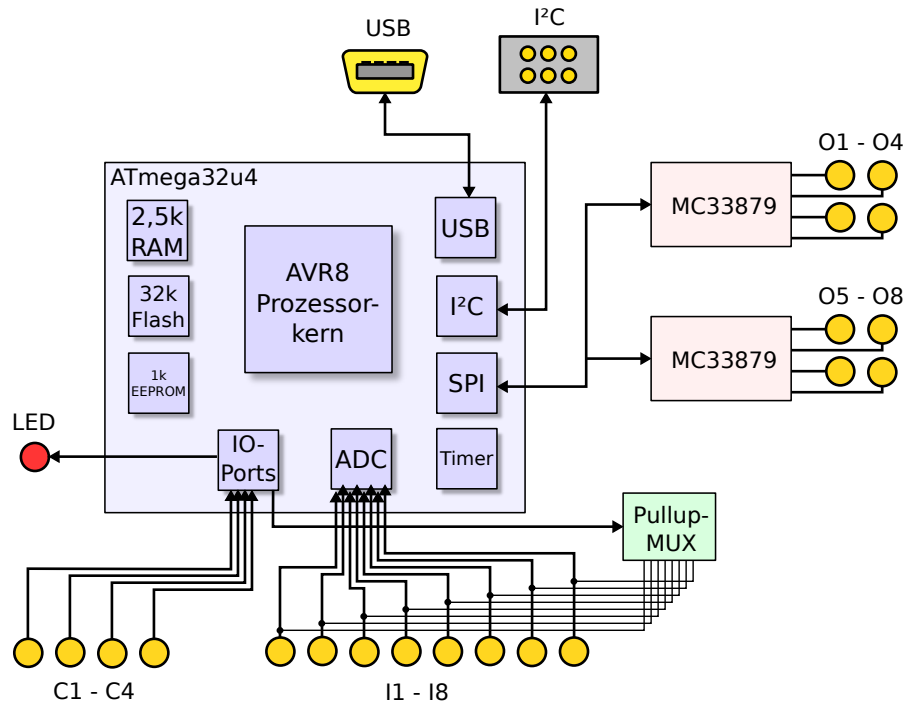 I²C
USB
O1 - O4
ATmega32u4
2,5k
RAM
USB
MC33879
AVR8
Prozessor-
kern
32k
Flash
I²C
O5 - O8
MC33879
1k
EEPROM
SPI
LED
IO-
Ports
ADC
Timer
Pullup-
MUX
C1 - C4
I1 - I8